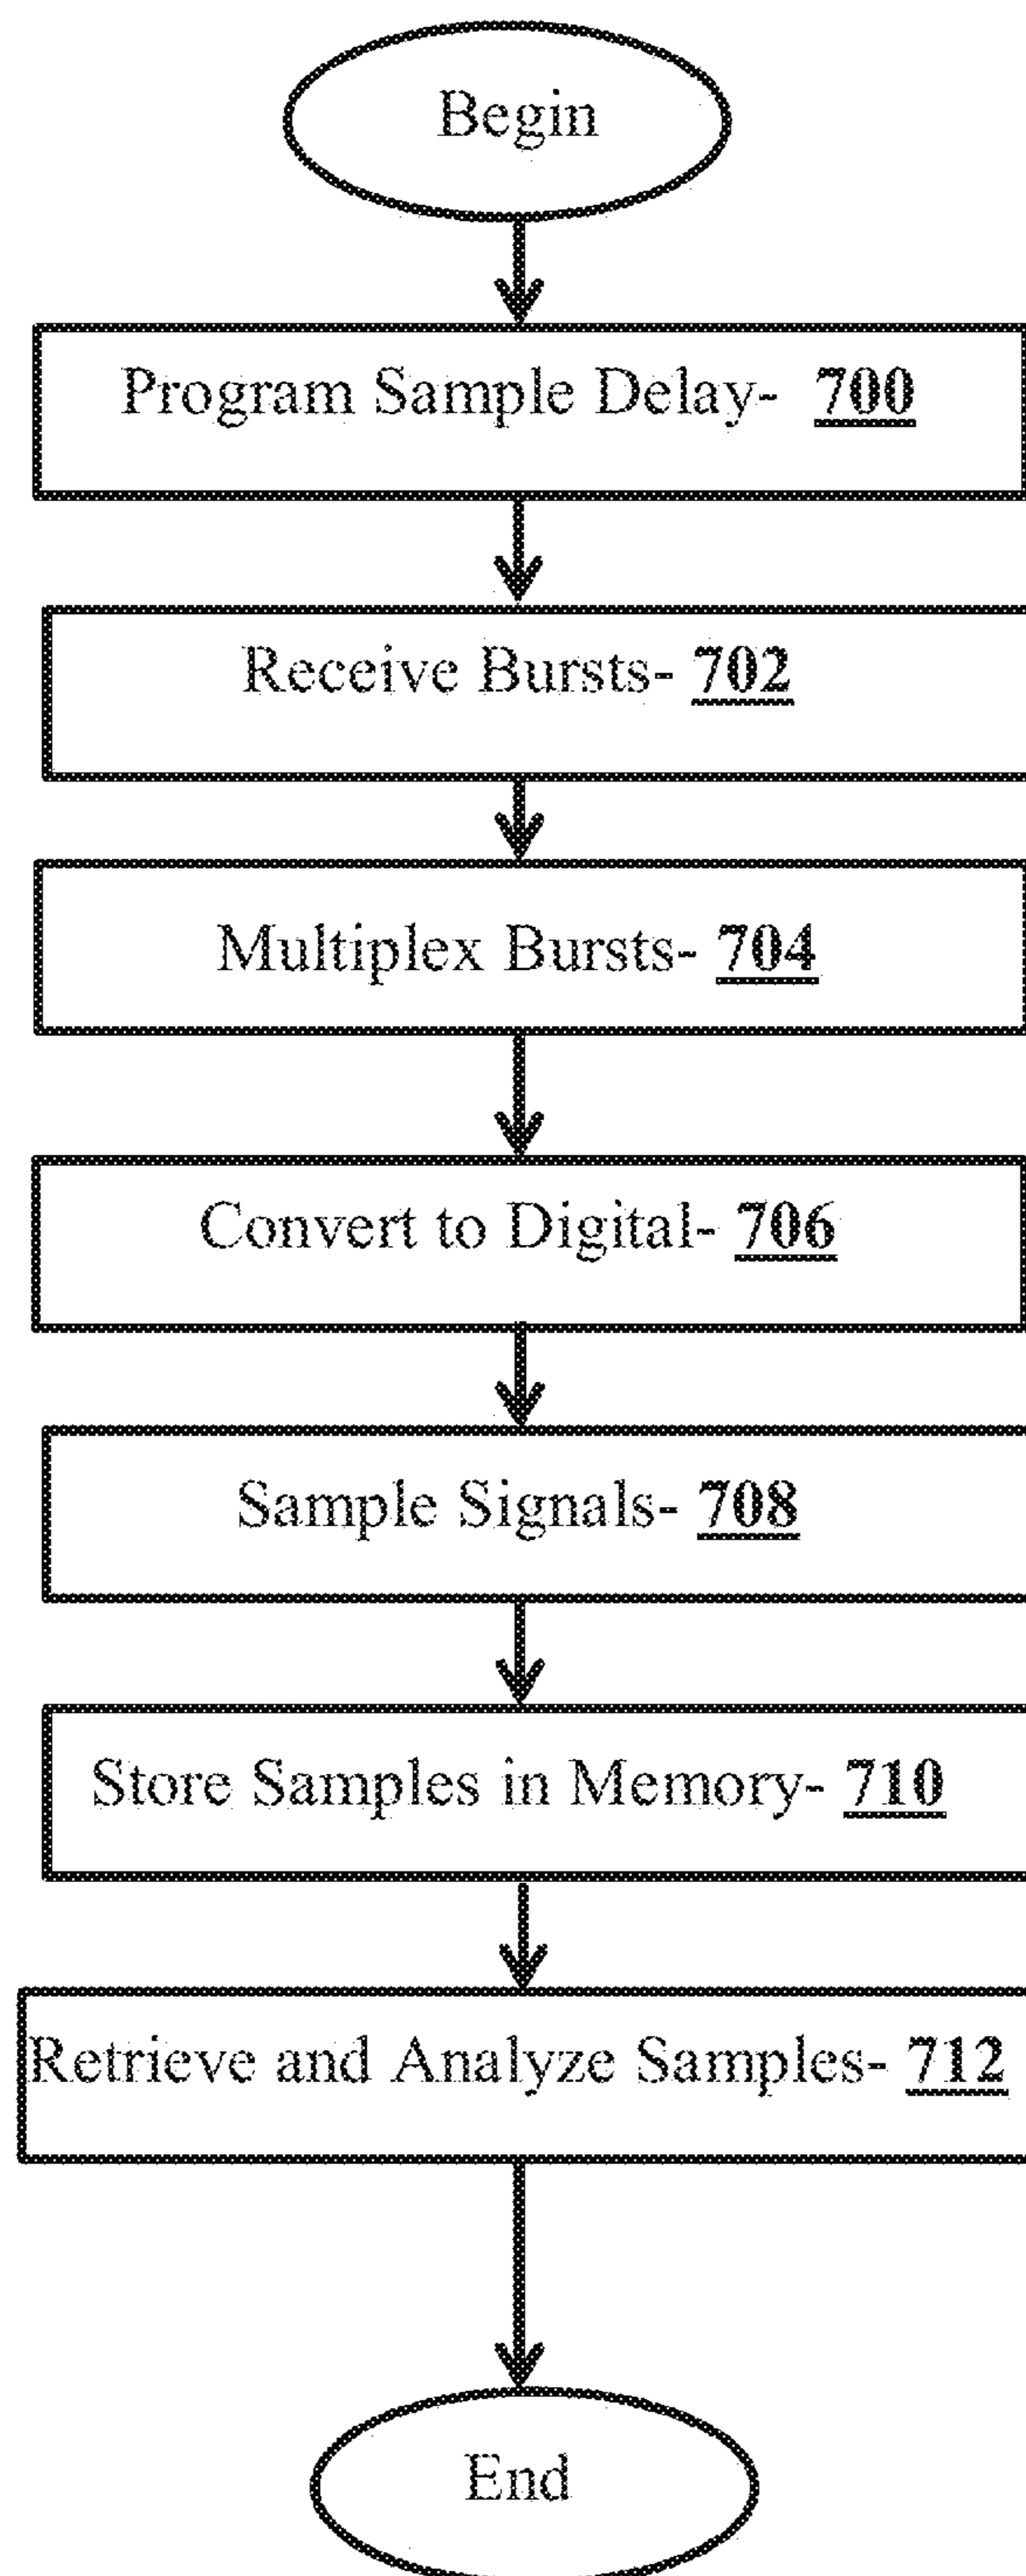 Begin
Program Sample Delay- 700
Receive Bursts- 702
Multiplex Bursts- 704
Convert to Digital- 706
Sample Signals- 708
Store Samples in Memory- 710
Retrieve and Analyze Samples- 712
End